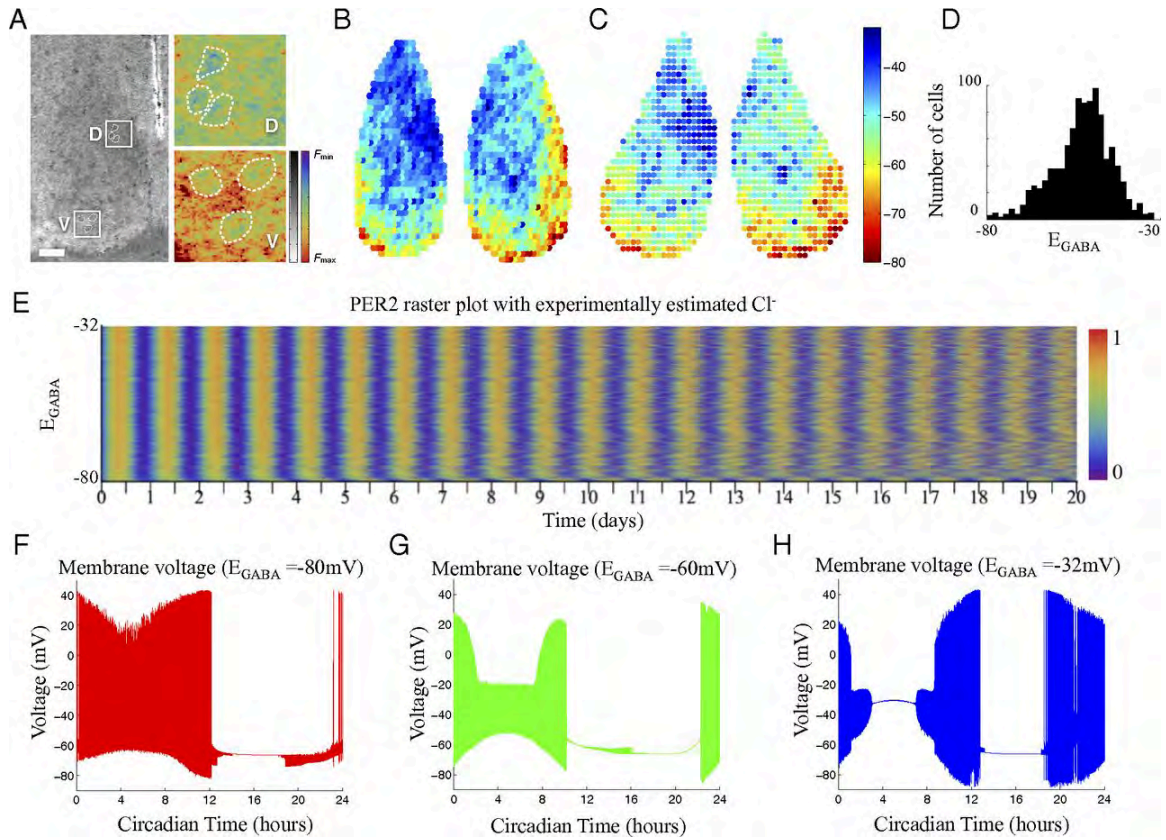 A
B
C
D
D
V
D
V
Fmin
Fmax
−40
−50
−60
−70
−80
Number of cells
100
0
-80
-30
EGABA
E
PER2 raster plot with experimentally estimated Cl-
-32
EGABA
-80
0 1 2 3 4 5 6 7 8 9 10 11 12 13 14 15 16 17 18 19 20
Time (days)
1
0
F
Membrane voltage (EGABA =-80mV)
Voltage (mV)
40
20
0
−20
−40
−60
−80
0 4 8 12 16 20 24
Circadian Time (hours)
G
Membrane voltage (EGABA =-60mV)
Voltage (mV)
40
20
0
−20
−40
−60
−80
0 4 8 12 16 20 24
Circadian Time (hours)
H
Membrane voltage (EGABA =-32mV)
Voltage (mV)
40
20
0
−20
−40
−60
−80
0 4 8 12 16 20 24
Circadian Time (hours)